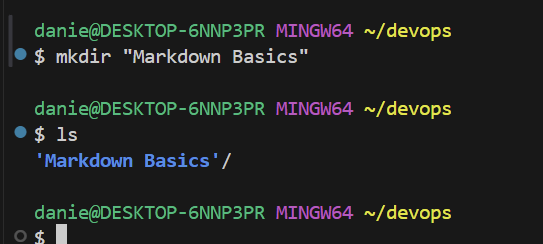 danie@DESKTOP-6NNP3PR MINGW64 ~/devops
$ mkdir "Markdown Basics"
danie@DESKTOP-6NNP3PR MINGW64 ~/devops
$ ls
'Markdown Basics'/
danie@DESKTOP-6NNP3PR MINGW64 ~/devops
$